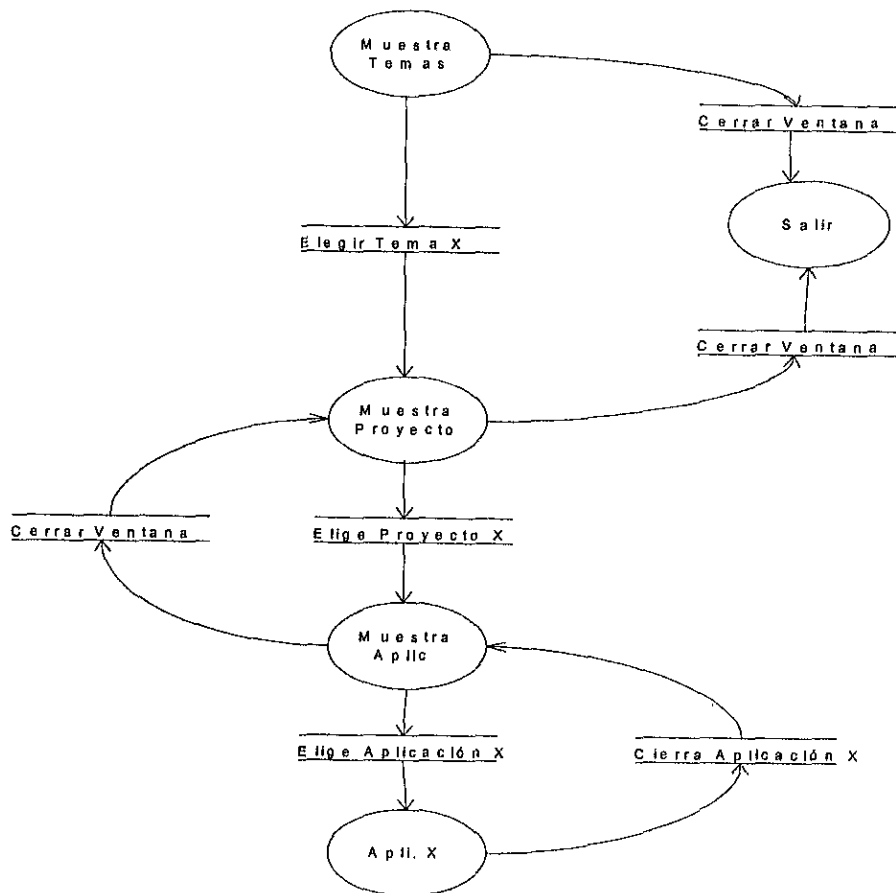 Muestra
Temas
Cerrar Ventana
Salir
Elegir Tema X
Cerrar Ventana
Muestra
Proyecto
Cerrar Ventana
Elige Proyecto X
Muestra
Aplic
Elige Aplicación X
Cierra Aplicación X
Apli. X